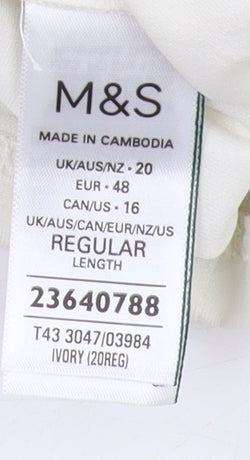 M&S
MADE IN CAMBODIA
UK/AUS/NZ - 20
EUR - 48
CAN/US - 16
UK/AUS/CAN/EUR/NZ/US
REGULAR
LENGTH
23640788
T43 3047/03984
IVORY (20REG)